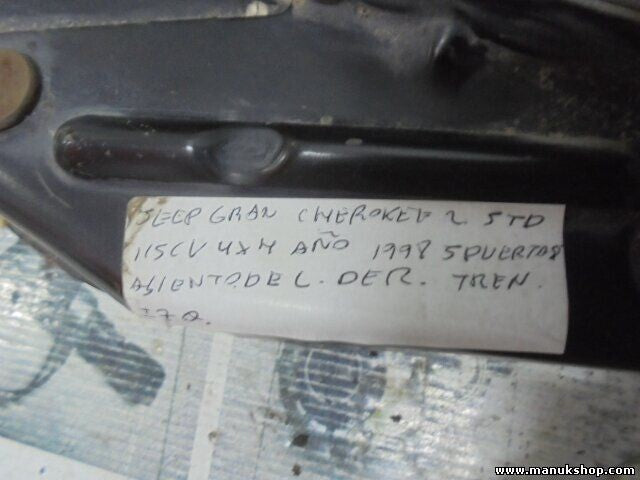 JEEP GRAN CHEROKEE 2 5TD
115CV 4X4 AÑO 1998 5PUERTAS
ASIENTO.DEL. DER. TREN.
IZQ.
www.manukshop.com